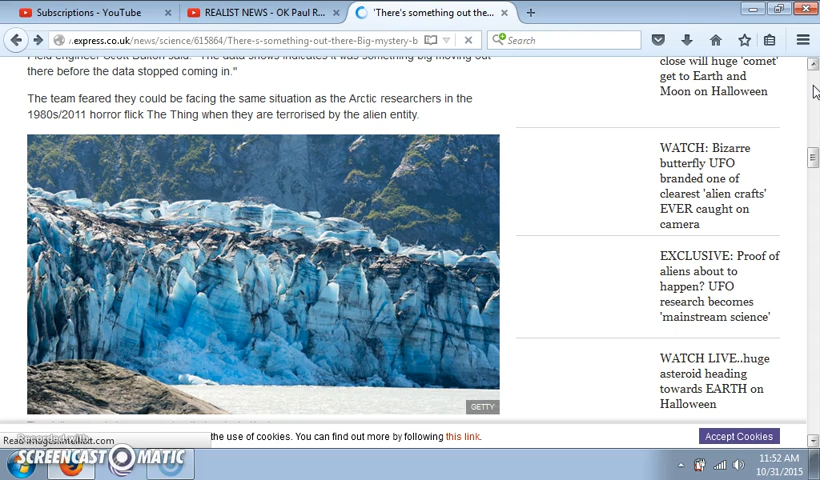 Subscriptions - YouTube
REALIST NEWS - OK Paul R...
'There's something out the...
.express.co.uk/news/science/615864/There-s-something-out-there-Big-mystery-b
Search
Field engineer Scott
said: "The data shows indicates it was something big moving out
there before the data stopped coming in."
The team feared they could be facing the same situation as the Arctic researchers in the
1980s/2011 horror flick The Thing when they are terrorised by the alien entity.
GETTY
close will huge 'comet'
get to Earth and
Moon on Halloween
WATCH: Bizarre
butterfly UFO
branded one of
clearest 'alien crafts'
EVER caught on
camera
EXCLUSIVE: Proof of
aliens about to
happen? UFO
research becomes
'mainstream science'
WATCH LIVE..huge
asteroid heading
towards EARTH on
Halloween
the use of cookies. You can find out more by following this link.
Accept Cookies
Read images.intellitxt.com
Recorded with
SCREENCAST MATIC
11:52 AM
10/31/2015